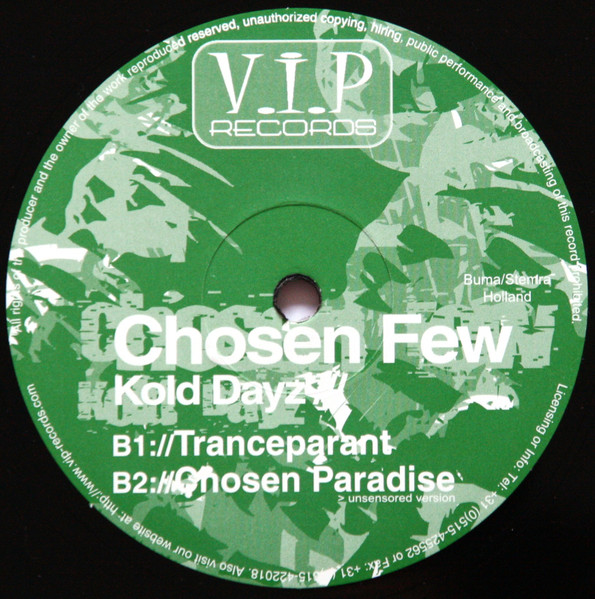 All rights of the producer and the owner of the work reproduced reserved, unauthorized copying, hiring, public performance and broadcasting of this record prohibited.
V.I.P
RECORDS
Buma/Stemra
Holland
Chosen Few
Kold Dayz
B1://Tranceparant
B2://Chosen Paradise
> unsensored version
Licensing or Info: Tel: +31 (0)515-425562 or Fax: +31 (0)515-422018. Also visit our website at: http://www.vip-records.com